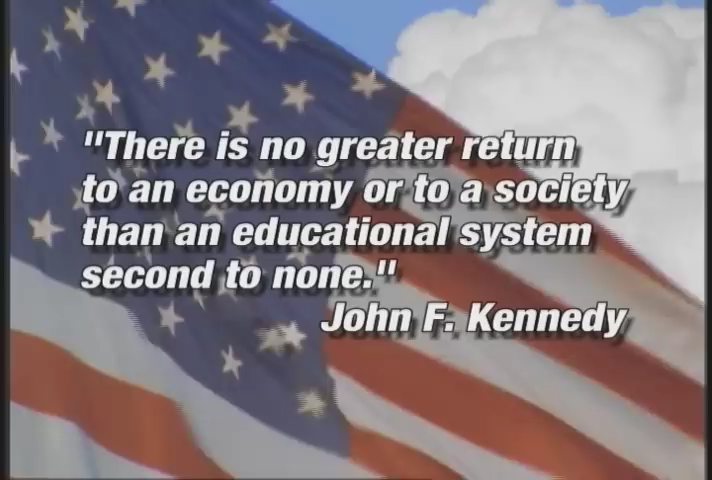 "There is no greater return
to an economy or to a society
than an educational system
second to none."
John F. Kennedy